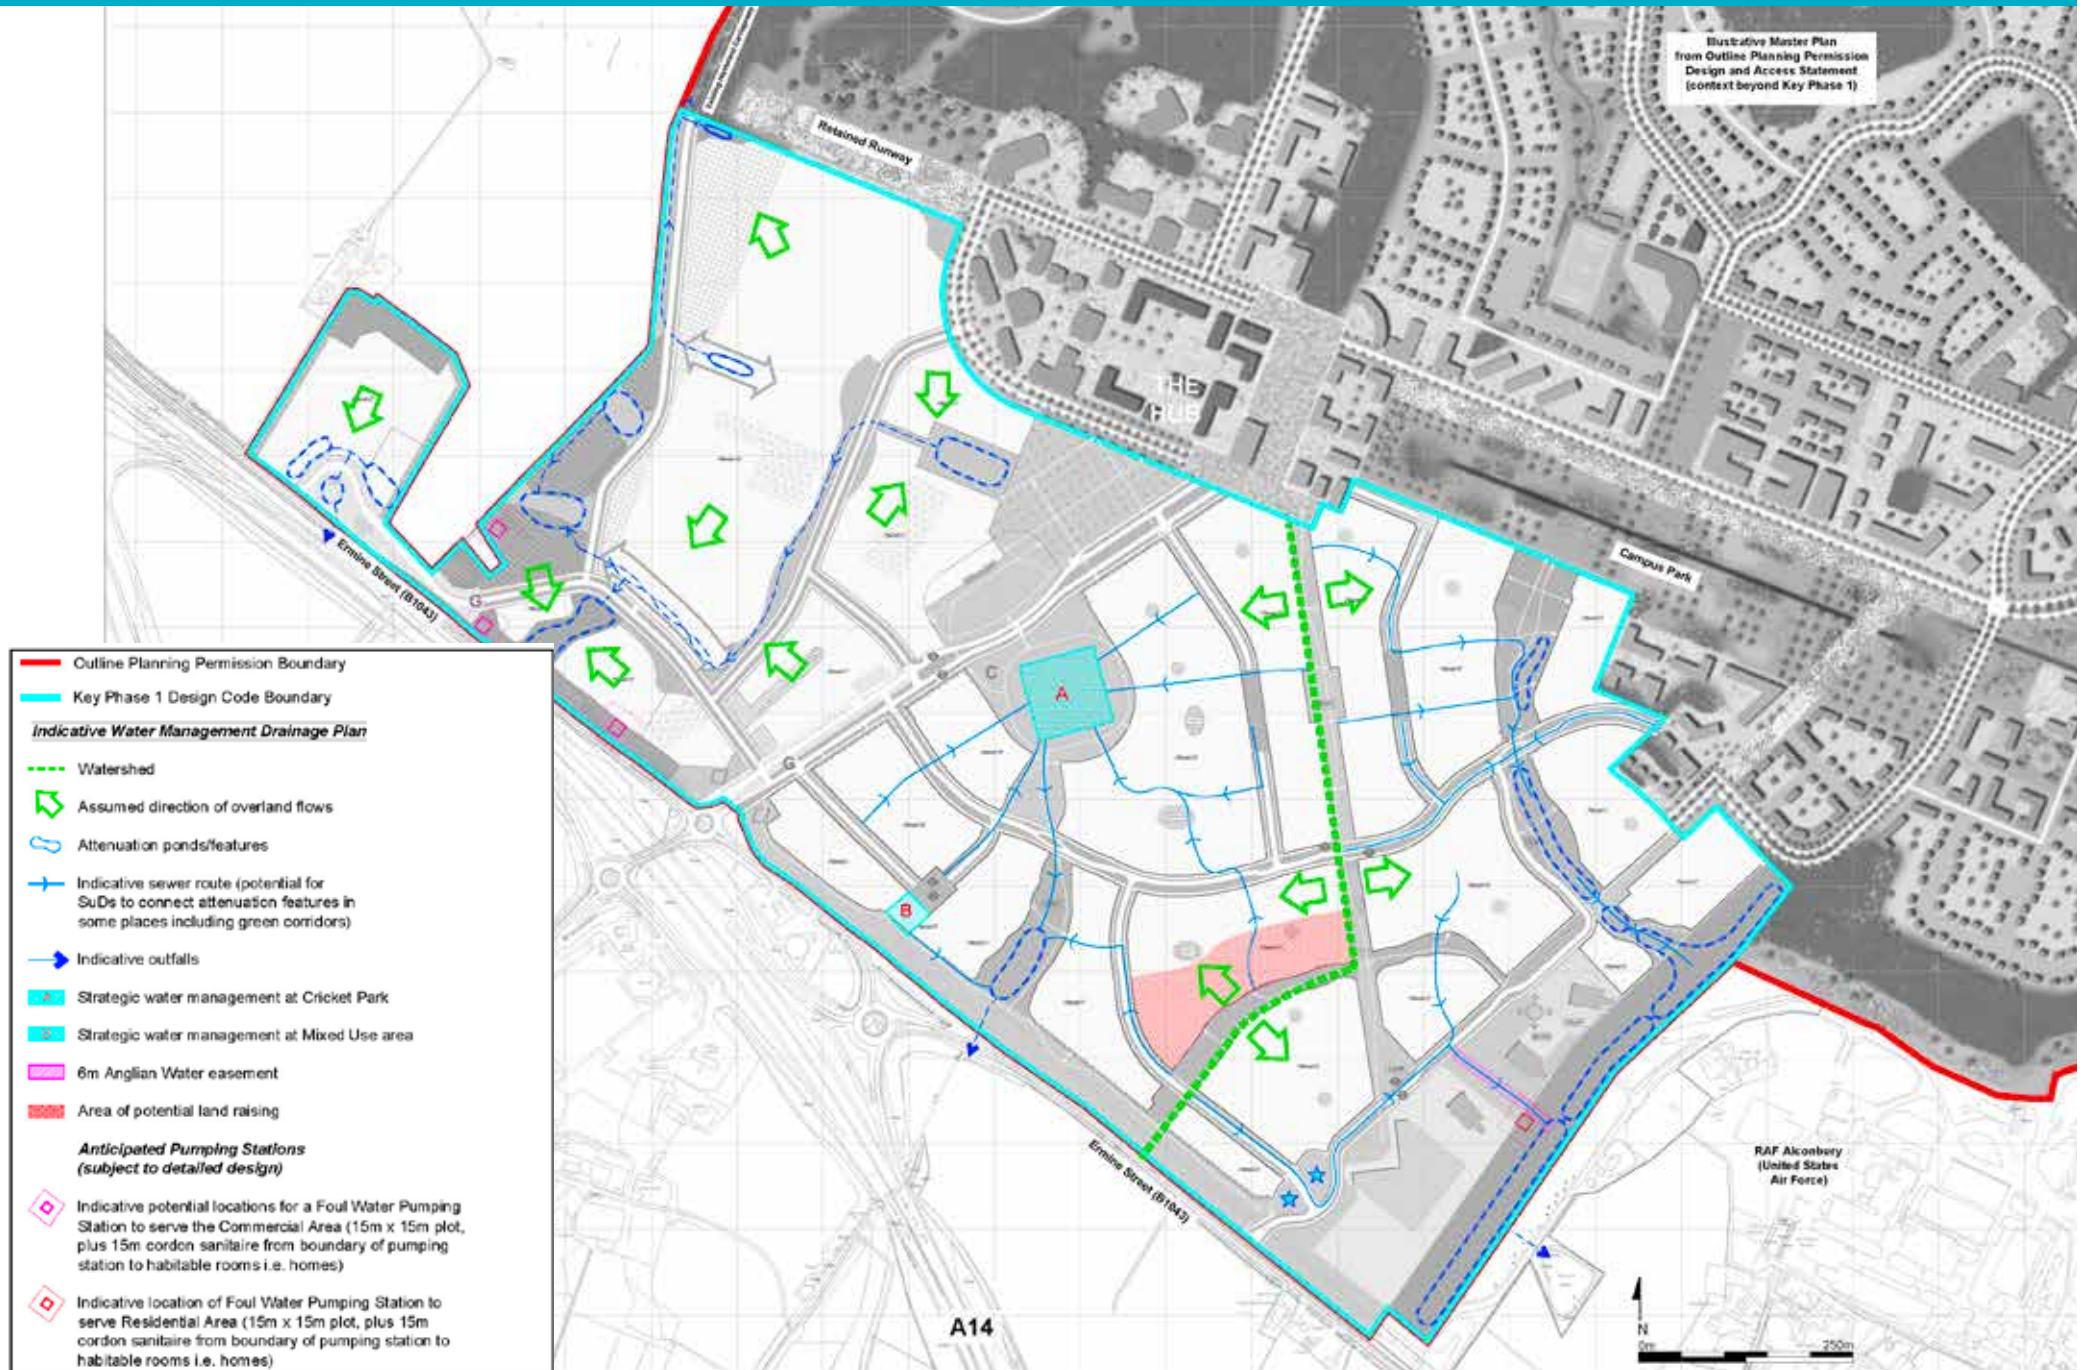 Illustrative Master Plan
from Outline Planning Permission
Design and Access Statement
(context beyond Key Phase 1)
Retained Runway
THE
HUB
Campus Park
Ermine Street (B1043)
G
C
A
G
B
Outline Planning Permission Boundary
Key Phase 1 Design Code Boundary
Indicative Water Management Drainage Plan
Watershed
Assumed direction of overland flows
Attenuation ponds/features
Indicative sewer route (potential for
SuDs to connect attenuation features in
some places including green corridors)
Indicative outfalls
A Strategic water management at Cricket Park
Strategic water management at Mixed Use area
6m Anglian Water easement
Area of potential land raising
Anticipated Pumping Stations
(subject to detailed design)
Indicative potential locations for a Foul Water Pumping
Station to serve the Commercial Area (15m x 15m plot,
plus 15m cordon sanitaire from boundary of pumping
station to habitable rooms i.e. homes)
Indicative location of Foul Water Pumping Station to
serve Residential Area (15m x 15m plot, plus 15m
cordon sanitaire from boundary of pumping station to
habitable rooms i.e. homes)
Ermine Street (B1043)
A14
RAF Alconbury
(United States
Air Force)
N
0m 250m